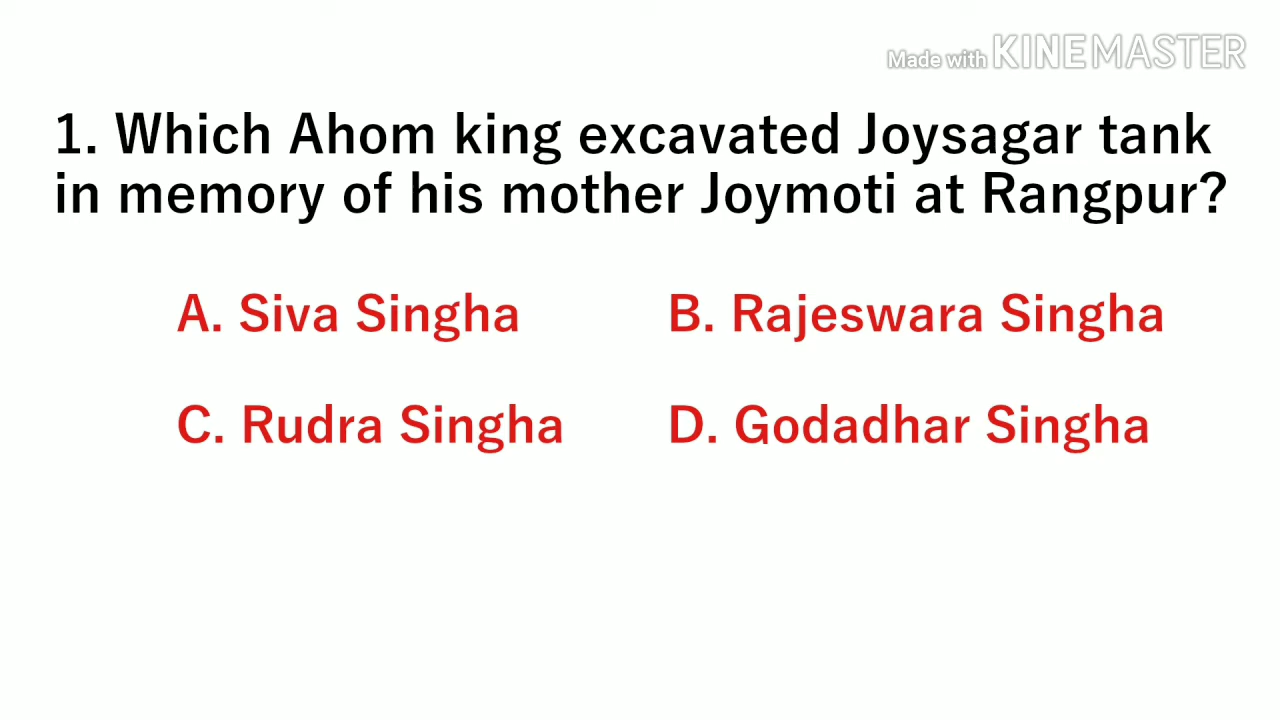 Made with KINEMASTER
1. Which Ahom king excavated Joysagar tank
in memory of his mother Joymoti at Rangpur?
A. Siva Singha B. Rajeswara Singha
C. Rudra Singha D. Godadhar Singha